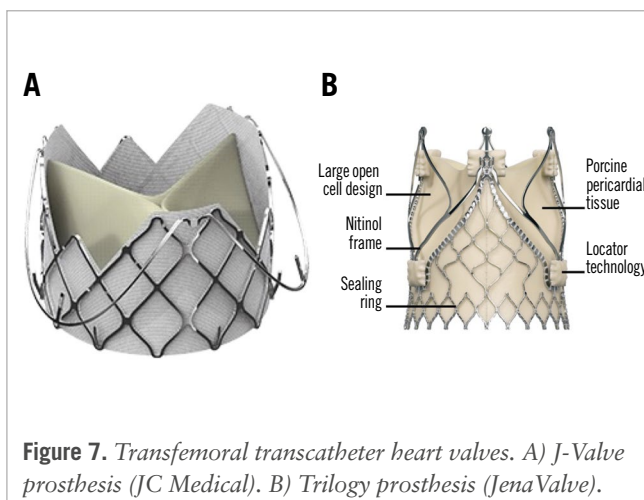 A
B
Large open
cell design
Nitinol
frame
Sealing
ring
Porcine
pericardial
tissue
Locator
technology
Figure 7. Transfemoral transcatheter heart valves. A) J-Valve
prosthesis (JC Medical). B) Trilogy prosthesis (JenaValve).